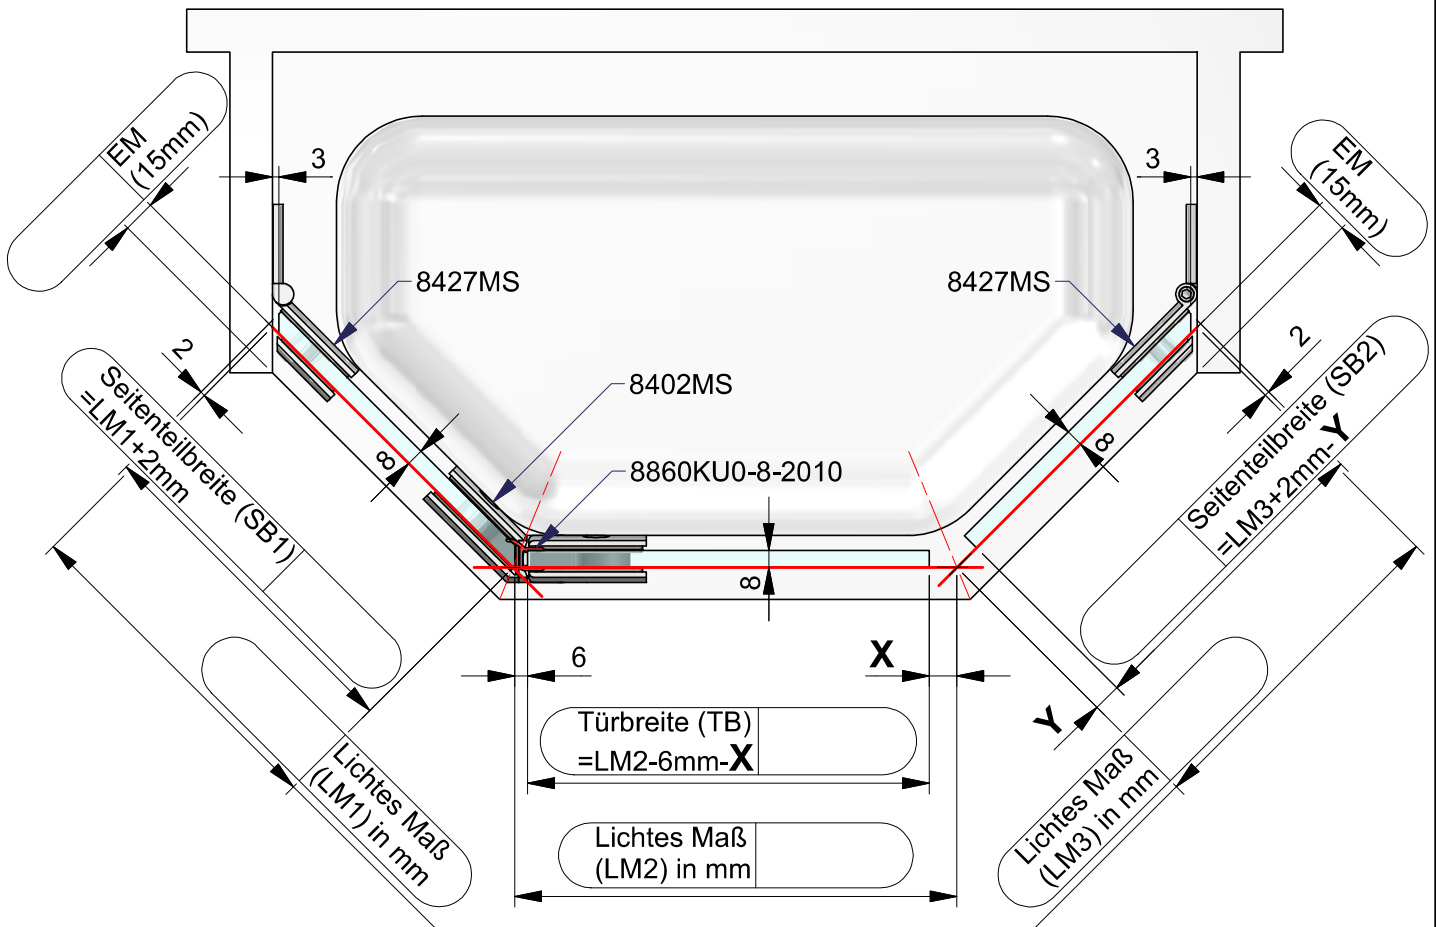 EM
(15mm)
3
3
EM
(15mm)
8427MS
8427MS
2
2
8402MS
8860KU0-8-2010
8
8
8
Seitenteilbreite (SB1)
=LM1+2mm
Seitenteilbreite (SB2)
=LM3+2mm-Y
6
X
Y
Türbreite (TB)
=LM2-6mm-X
Lichtes Maß
(LM1) in mm
Lichtes Maß
(LM2) in mm
Lichtes Maß
(LM3) in mm